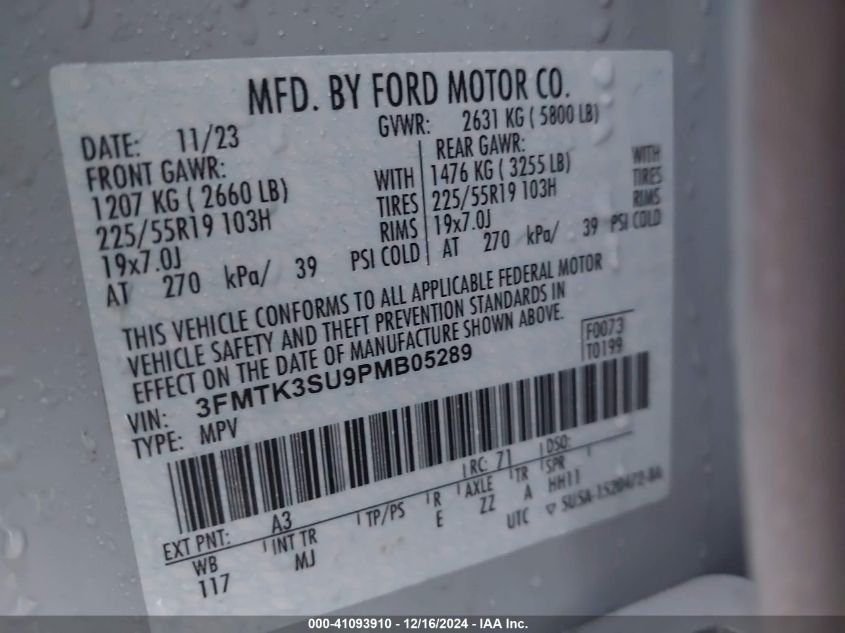 MFD. BY FORD MOTOR CO.
DATE: 11/23 GVWR: 2631 KG ( 5800 LB)
FRONT GAWR: REAR GAWR:
1207 KG ( 2660 LB) WITH 1476 KG ( 3255 LB) WITH
225/55R19 103H TIRES 225/55R19 103H TIRES
19x7.0J RIMS 19x7.0J RIMS
AT 270 kPa/ 39 PSI COLD AT 270 kPa/ 39 PSI COLD
THIS VEHICLE CONFORMS TO ALL APPLICABLE FEDERAL MOTOR
VEHICLE SAFETY AND THEFT PREVENTION STANDARDS IN
EFFECT ON THE DATE OF MANUFACTURE SHOWN ABOVE.
F0073
T0199
VIN: 3FMTK3SU9PMB05289
TYPE: MPV
EXT PNT: A3 RC: 71 DSO:
WB INT TR TP/PS R AXLE TR SPR
117 MJ E ZZ A HH11
UTC
000-41093910 - 12/16/2024 - IAA Inc.